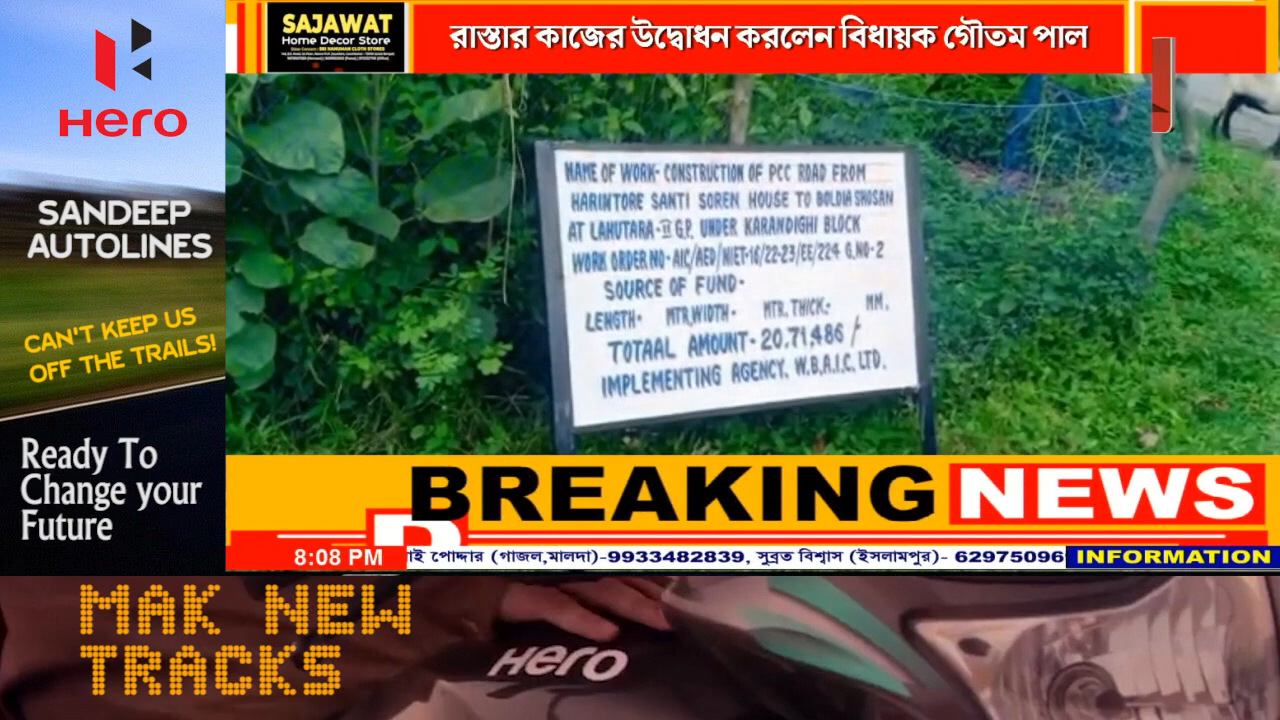 SAJAWAT
Home Decor Store
রাস্তার কাজের উদ্বোধন করলেন বিধায়ক গৌতম পাল
Hero
SANDEEP
AUTOLINES
CAN'T KEEP US
OFF THE TRAILS!
Ready To
Change your
Future
NAME OF WORK- CONSTRUCTION OF PCC ROAD FROM
HARINTORE SANTI SOREN HOUSE TO BOLDIA SHOSAN
AT LAHUTARA-II G.P. UNDER KARANDIGHI BLOCK
WORK ORDER NO- AIC/AED/NIET-16/22-23/EE/224 G.NO-2
SOURCE OF FUND-
LENGTH- MTR.WIDTH- MTR. THICK:- MM.
TOTAAL AMOUNT- 20.71,486/
IMPLEMENTING AGENCY. W.B.A.I.C. LTD.
BREAKING NEWS
8:08 PM
াই পোদ্দার (গাজল,মালদা)-9933482839, সুব্রত বিশ্বাস (ইসলামপুর)- 62975096
INFORMATION
MAK NEW
TRACKS
Hero